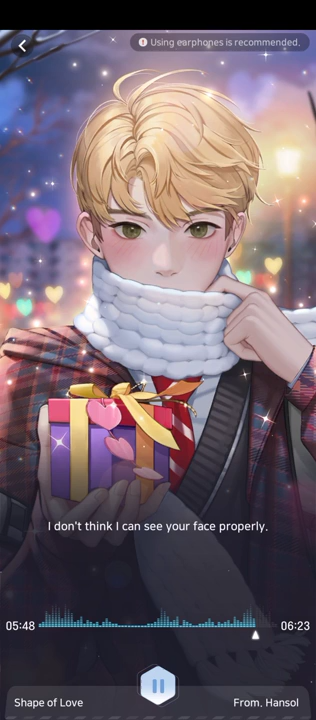 Using earphones is recommended.
I don't think I can see your face properly.
05:48
06:23
Shape of Love
From. Hansol